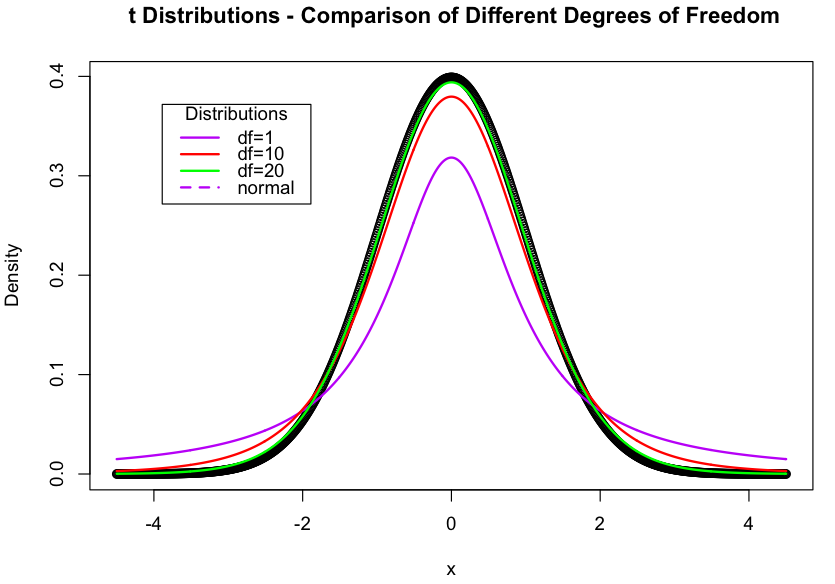 t Distributions - Comparison of Different Degrees of Freedom
Density
0.4
0.3
0.2
0.1
0.0
Distributions
df=1
df=10
df=20
normal
-4 -2 0 2 4
x